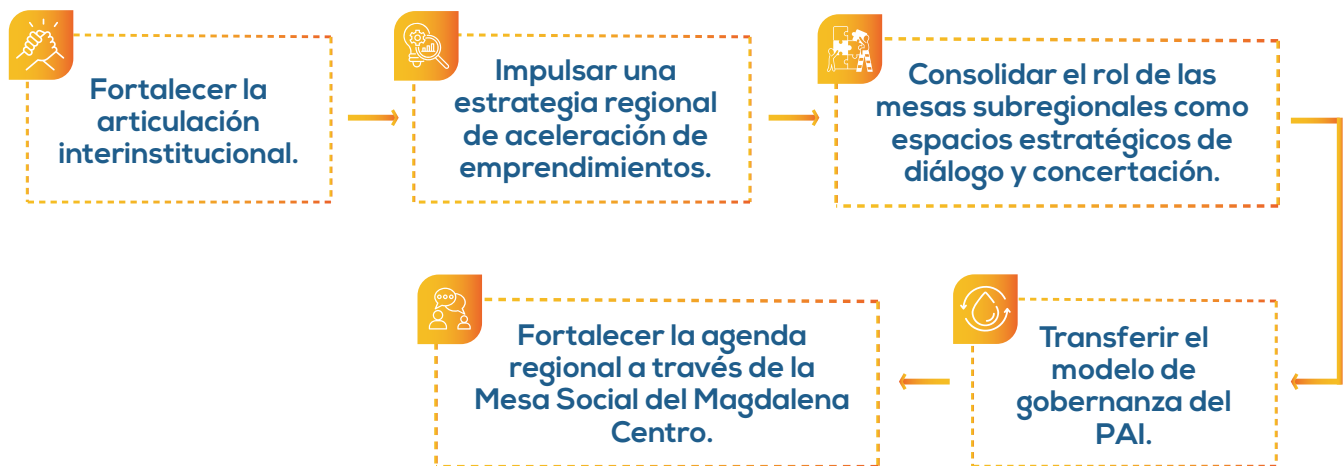 Fortalecer la
articulación
interinstitucional.
Impulsar una
estrategia regional
de aceleración de
emprendimientos.
Consolidar el rol de las
mesas subregionales como
espacios estratégicos de
diálogo y concertación.
Transferir el
modelo de
gobernanza del
PAI.
Fortalecer la agenda
regional a través de la
Mesa Social del Magdalena
Centro.